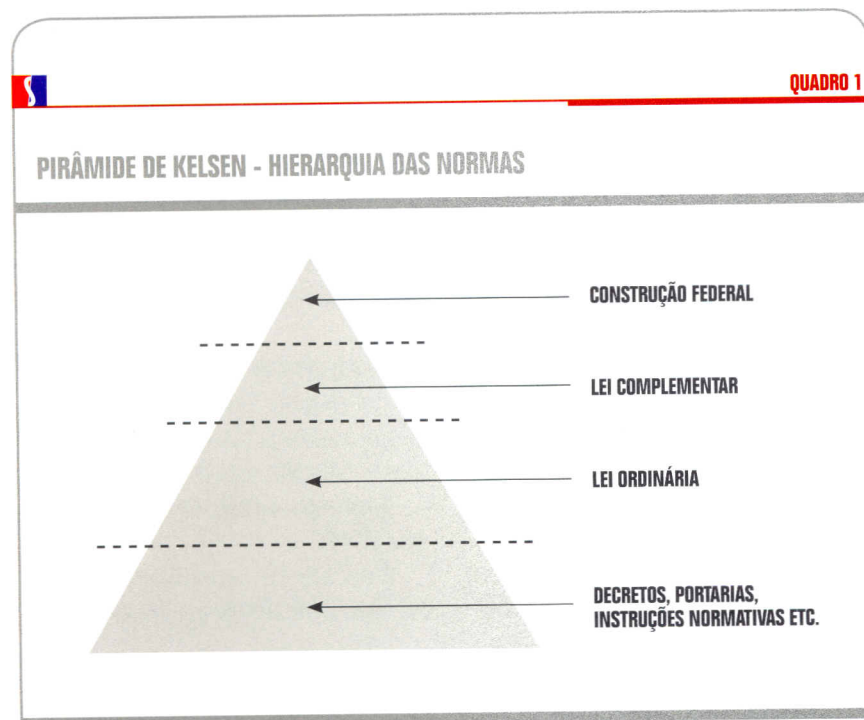 QUADRO 1
PIRÂMIDE DE KELSEN - HIERARQUIA DAS NORMAS
CONSTRUÇÃO FEDERAL
LEI COMPLEMENTAR
LEI ORDINÁRIA
DECRETOS, PORTARIAS,
INSTRUÇÕES NORMATIVAS ETC.